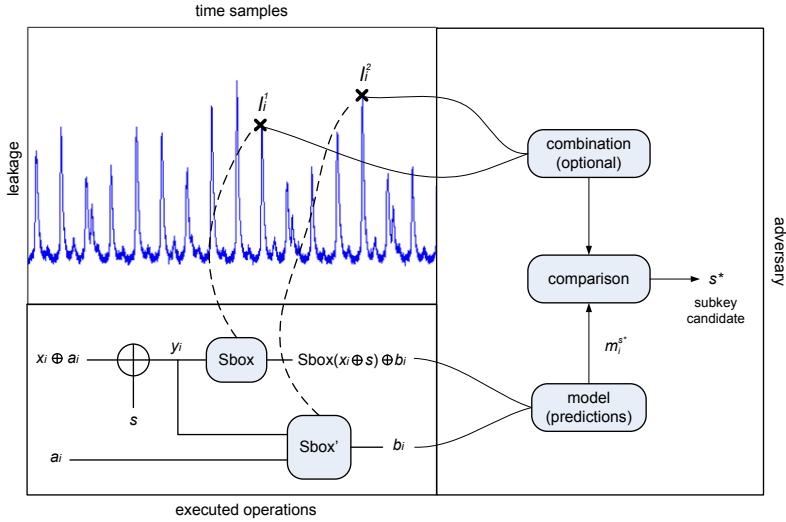 time samples
leakage
l_i^1
l_i^2
combination
(optional)
comparison
s*
subkey
candidate
adversary
m_i^{s*}
model
(predictions)
x_i ⊕ a_i
y_i
Sbox
Sbox(x_i ⊕ s) ⊕ b_i
s
Sbox'
a_i
b_i
executed operations